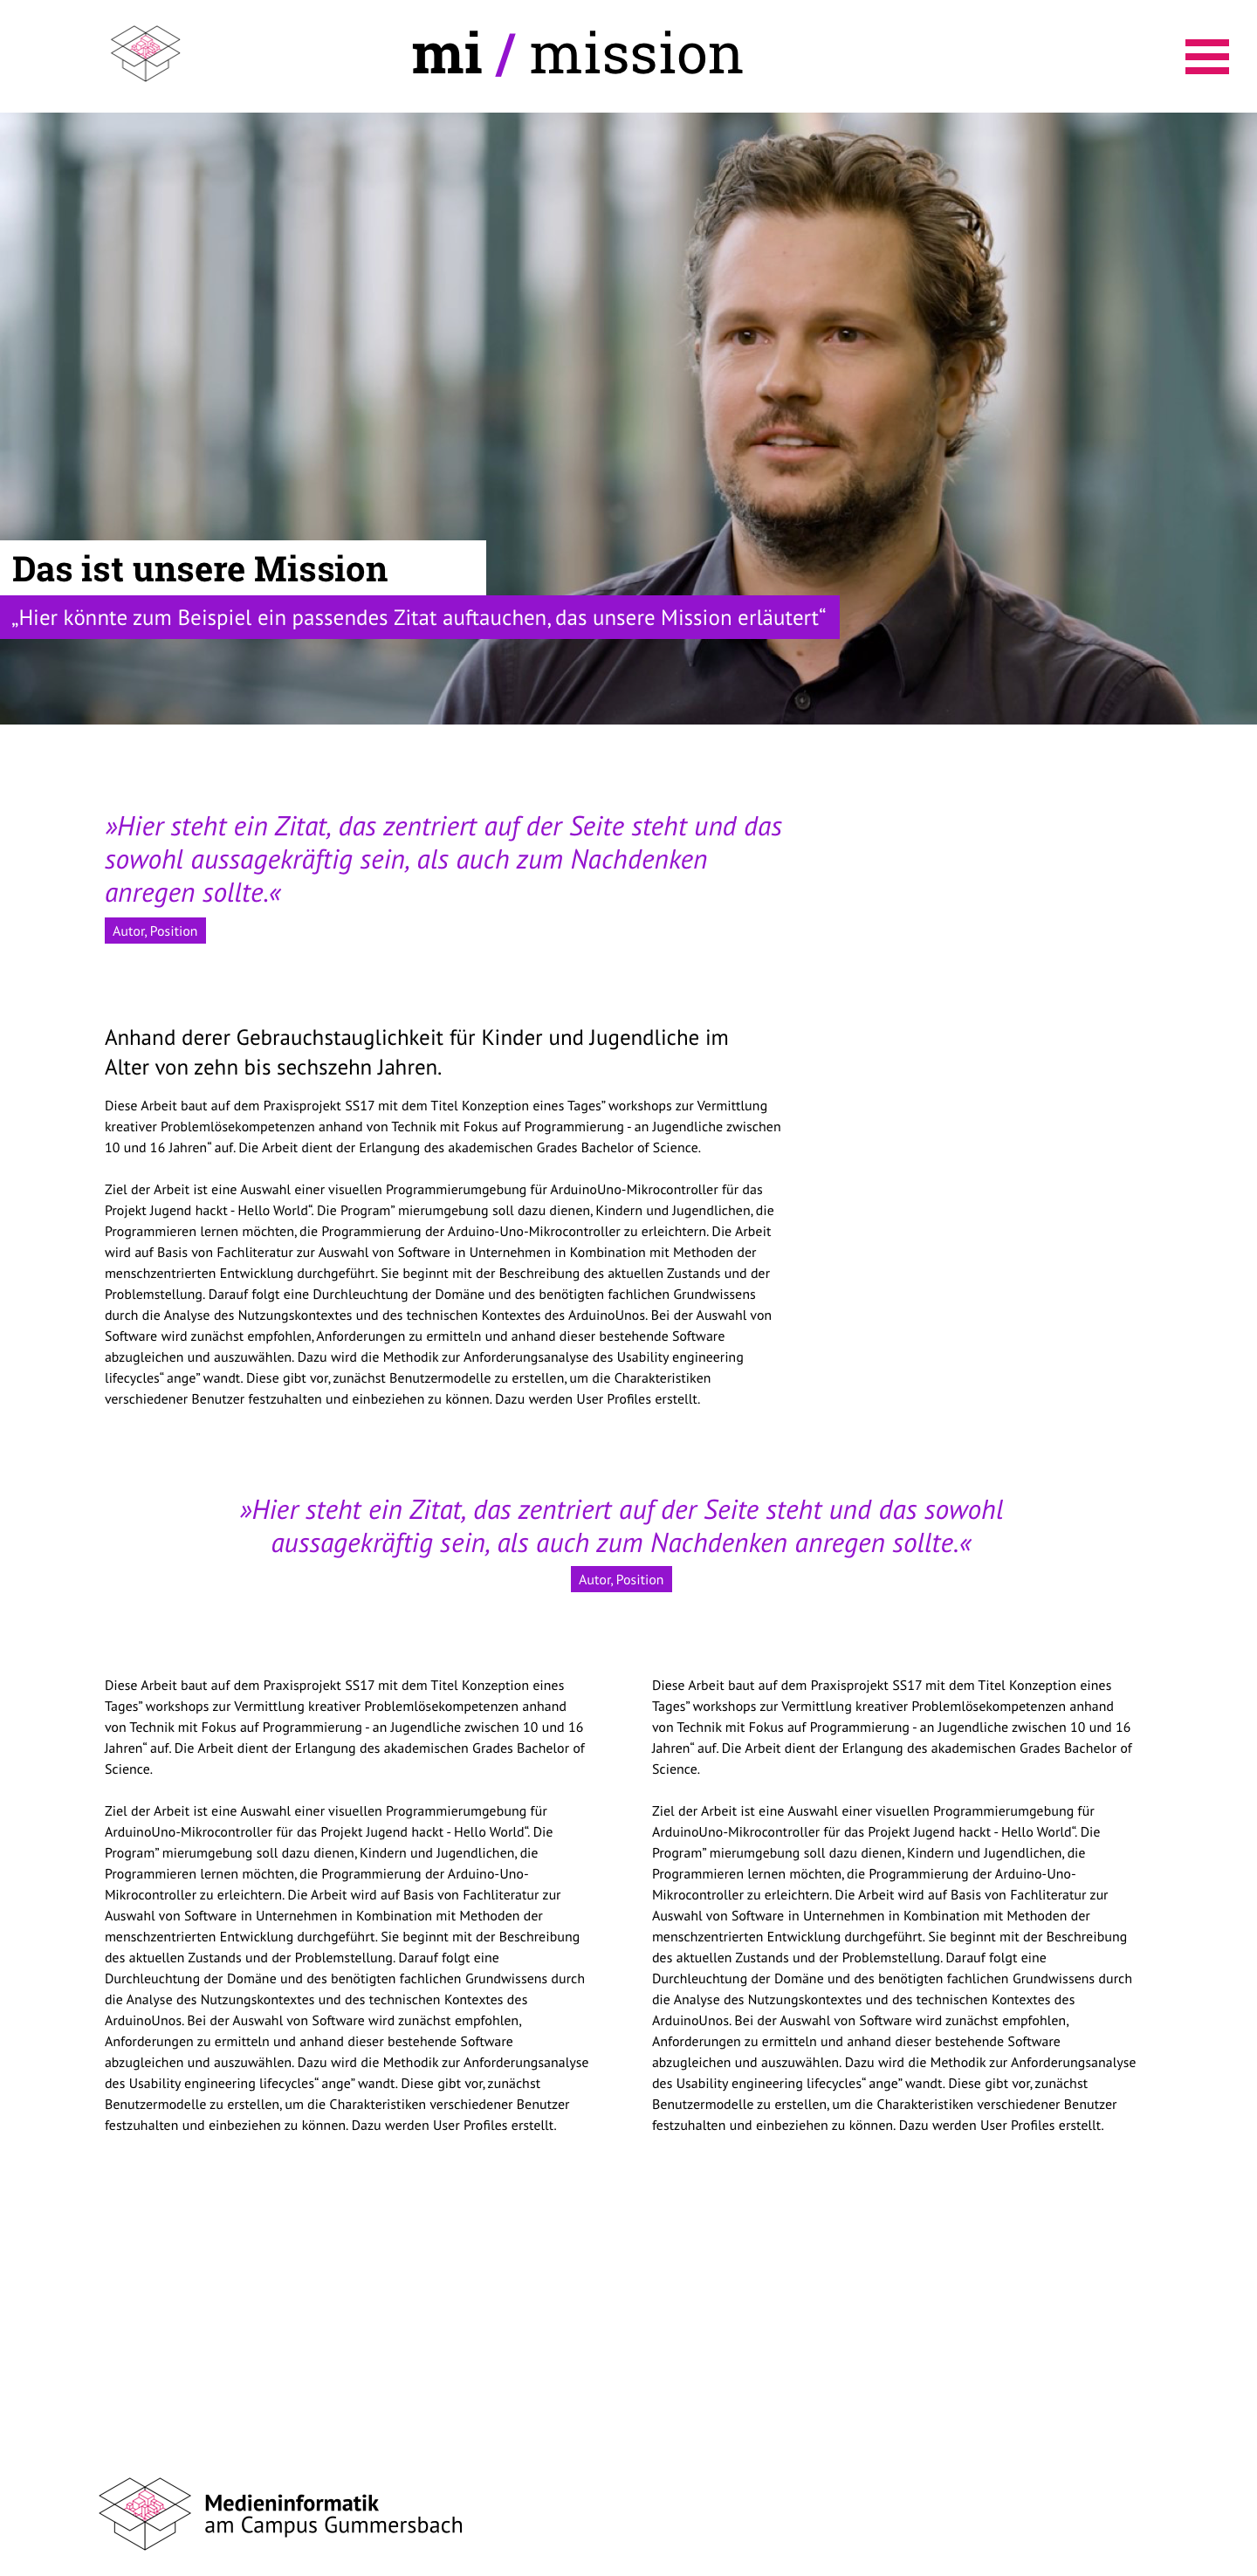 mi / mission
Das ist unsere Mission
„Hier könnte zum Beispiel ein passendes Zitat auftauchen, das unsere Mission erläutert“
»Hier steht ein Zitat, das zentriert auf der Seite steht und das
sowohl aussagekräftig sein, als auch zum Nachdenken
anregen sollte.«
Autor, Position
Anhand derer Gebrauchstauglichkeit für Kinder und Jugendliche im
Alter von zehn bis sechszehn Jahren.
Diese Arbeit baut auf dem Praxisprojekt SS17 mit dem Titel Konzeption eines Tages” workshops zur Vermittlung
kreativer Problemlösekompetenzen anhand von Technik mit Fokus auf Programmierung - an Jugendliche zwischen
10 und 16 Jahren“ auf. Die Arbeit dient der Erlangung des akademischen Grades Bachelor of Science.
Ziel der Arbeit ist eine Auswahl einer visuellen Programmierumgebung für ArduinoUno-Mikrocontroller für das
Projekt Jugend hackt - Hello World“. Die Program” mierumgebung soll dazu dienen, Kindern und Jugendlichen, die
Programmieren lernen möchten, die Programmierung der Arduino-Uno-Mikrocontroller zu erleichtern. Die Arbeit
wird auf Basis von Fachliteratur zur Auswahl von Software in Unternehmen in Kombination mit Methoden der
menschzentrierten Entwicklung durchgeführt. Sie beginnt mit der Beschreibung des aktuellen Zustands und der
Problemstellung. Darauf folgt eine Durchleuchtung der Domäne und des benötigten fachlichen Grundwissens
durch die Analyse des Nutzungskontextes und des technischen Kontextes des ArduinoUnos. Bei der Auswahl von
Software wird zunächst empfohlen, Anforderungen zu ermitteln und anhand dieser bestehende Software
abzugleichen und auszuwählen. Dazu wird die Methodik zur Anforderungsanalyse des Usability engineering
lifecycles“ ange” wandt. Diese gibt vor, zunächst Benutzermodelle zu erstellen, um die Charakteristiken
verschiedener Benutzer festzuhalten und einbeziehen zu können. Dazu werden User Profiles erstellt.
»Hier steht ein Zitat, das zentriert auf der Seite steht und das sowohl
aussagekräftig sein, als auch zum Nachdenken anregen sollte.«
Autor, Position
Diese Arbeit baut auf dem Praxisprojekt SS17 mit dem Titel Konzeption eines
Tages” workshops zur Vermittlung kreativer Problemlösekompetenzen anhand
von Technik mit Fokus auf Programmierung - an Jugendliche zwischen 10 und 16
Jahren“ auf. Die Arbeit dient der Erlangung des akademischen Grades Bachelor of
Science.
Ziel der Arbeit ist eine Auswahl einer visuellen Programmierumgebung für
ArduinoUno-Mikrocontroller für das Projekt Jugend hackt - Hello World“. Die
Program” mierumgebung soll dazu dienen, Kindern und Jugendlichen, die
Programmieren lernen möchten, die Programmierung der Arduino-Uno-
Mikrocontroller zu erleichtern. Die Arbeit wird auf Basis von Fachliteratur zur
Auswahl von Software in Unternehmen in Kombination mit Methoden der
menschzentrierten Entwicklung durchgeführt. Sie beginnt mit der Beschreibung
des aktuellen Zustands und der Problemstellung. Darauf folgt eine
Durchleuchtung der Domäne und des benötigten fachlichen Grundwissens durch
die Analyse des Nutzungskontextes und des technischen Kontextes des
ArduinoUnos. Bei der Auswahl von Software wird zunächst empfohlen,
Anforderungen zu ermitteln und anhand dieser bestehende Software
abzugleichen und auszuwählen. Dazu wird die Methodik zur Anforderungsanalyse
des Usability engineering lifecycles“ ange” wandt. Diese gibt vor, zunächst
Benutzermodelle zu erstellen, um die Charakteristiken verschiedener Benutzer
festzuhalten und einbeziehen zu können. Dazu werden User Profiles erstellt.
Diese Arbeit baut auf dem Praxisprojekt SS17 mit dem Titel Konzeption eines
Tages” workshops zur Vermittlung kreativer Problemlösekompetenzen anhand
von Technik mit Fokus auf Programmierung - an Jugendliche zwischen 10 und 16
Jahren“ auf. Die Arbeit dient der Erlangung des akademischen Grades Bachelor of
Science.
Ziel der Arbeit ist eine Auswahl einer visuellen Programmierumgebung für
ArduinoUno-Mikrocontroller für das Projekt Jugend hackt - Hello World“. Die
Program” mierumgebung soll dazu dienen, Kindern und Jugendlichen, die
Programmieren lernen möchten, die Programmierung der Arduino-Uno-
Mikrocontroller zu erleichtern. Die Arbeit wird auf Basis von Fachliteratur zur
Auswahl von Software in Unternehmen in Kombination mit Methoden der
menschzentrierten Entwicklung durchgeführt. Sie beginnt mit der Beschreibung
des aktuellen Zustands und der Problemstellung. Darauf folgt eine
Durchleuchtung der Domäne und des benötigten fachlichen Grundwissens durch
die Analyse des Nutzungskontextes und des technischen Kontextes des
ArduinoUnos. Bei der Auswahl von Software wird zunächst empfohlen,
Anforderungen zu ermitteln und anhand dieser bestehende Software
abzugleichen und auszuwählen. Dazu wird die Methodik zur Anforderungsanalyse
des Usability engineering lifecycles“ ange” wandt. Diese gibt vor, zunächst
Benutzermodelle zu erstellen, um die Charakteristiken verschiedener Benutzer
festzuhalten und einbeziehen zu können. Dazu werden User Profiles erstellt.
Medieninformatik
am Campus Gummersbach